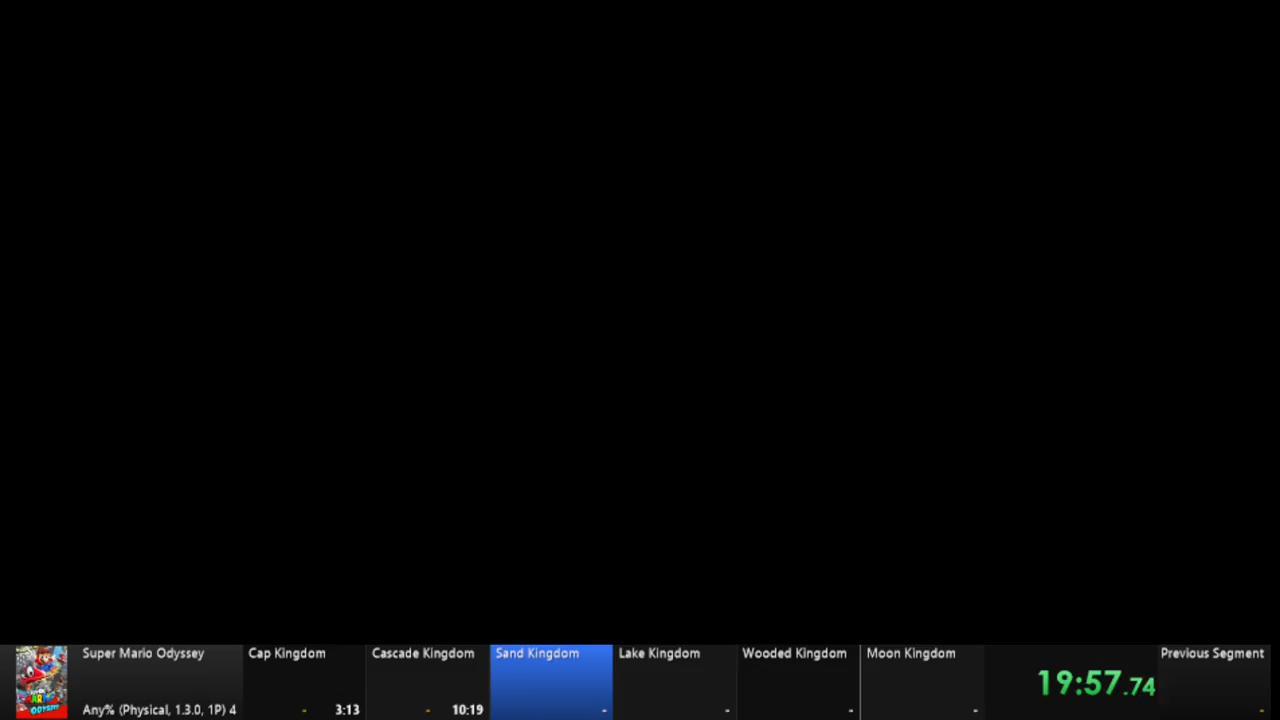 Super Mario Odyssey
Any% (Physical, 1.3.0, 1P) 4
Cap Kingdom
- 3:13
Cascade Kingdom
- 10:19
Sand Kingdom
-
Lake Kingdom
-
Wooded Kingdom
-
Moon Kingdom
-
19:57.74
Previous Segment
-